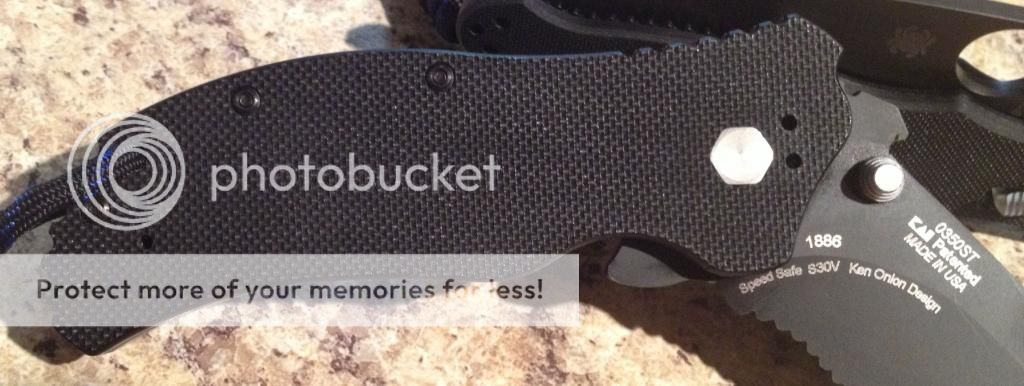 photobucket
Protect more of your memories for less!
1886
0350ST
KAI Patented
MADE IN USA
Speed Safe S30V Ken Onion Design